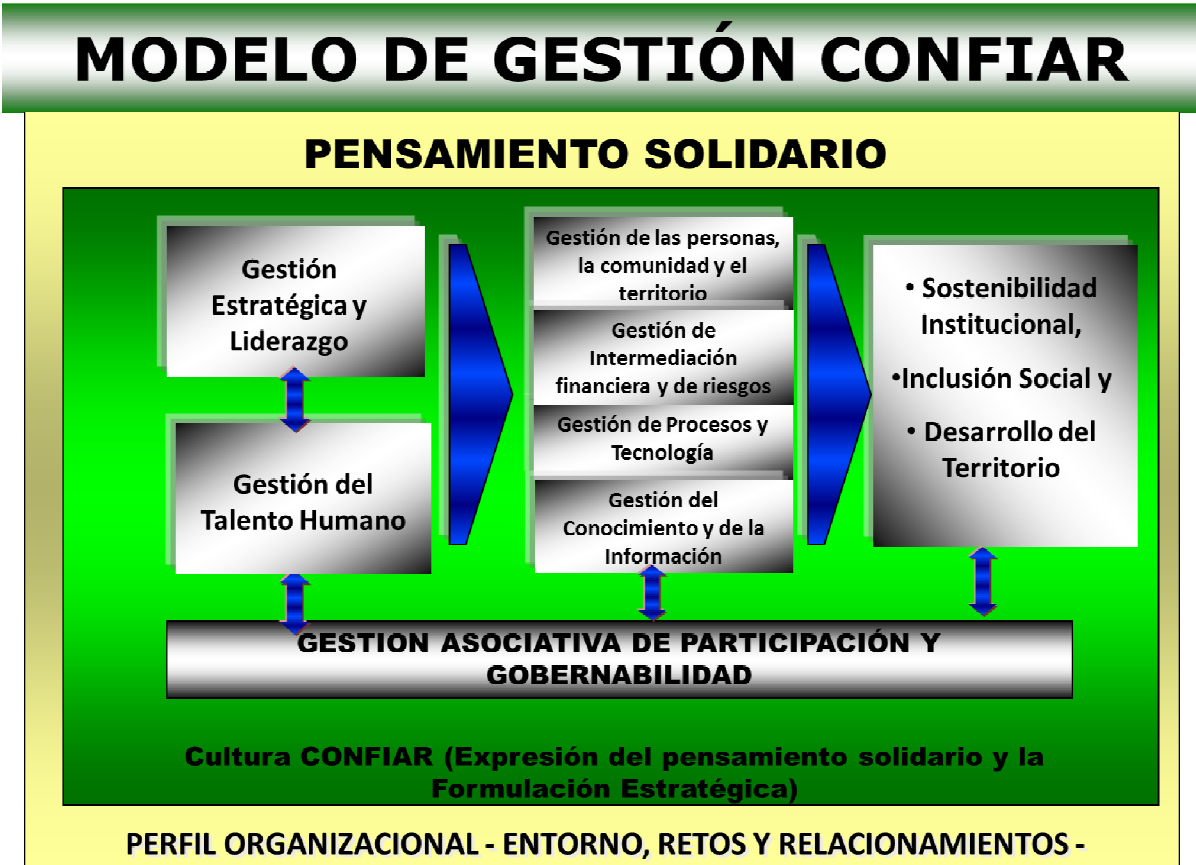 MODELO DE GESTIÓN CONFIAR
PENSAMIENTO SOLIDARIO
Gestión
Estratégica y
Liderazgo
Gestión del
Talento Humano
Gestión de las personas,
la comunidad y el
territorio
Gestión de
Intermediación
financiera y de riesgos
Gestión de Procesos y
Tecnología
Gestión del
Conocimiento y de la
Información
• Sostenibilidad
Institucional,
•Inclusión Social y
• Desarrollo del
Territorio
GESTION ASOCIATIVA DE PARTICIPACIÓN Y
GOBERNABILIDAD
Cultura CONFIAR (Expresión del pensamiento solidario y la
Formulación Estratégica)
PERFIL ORGANIZACIONAL - ENTORNO, RETOS Y RELACIONAMIENTOS -